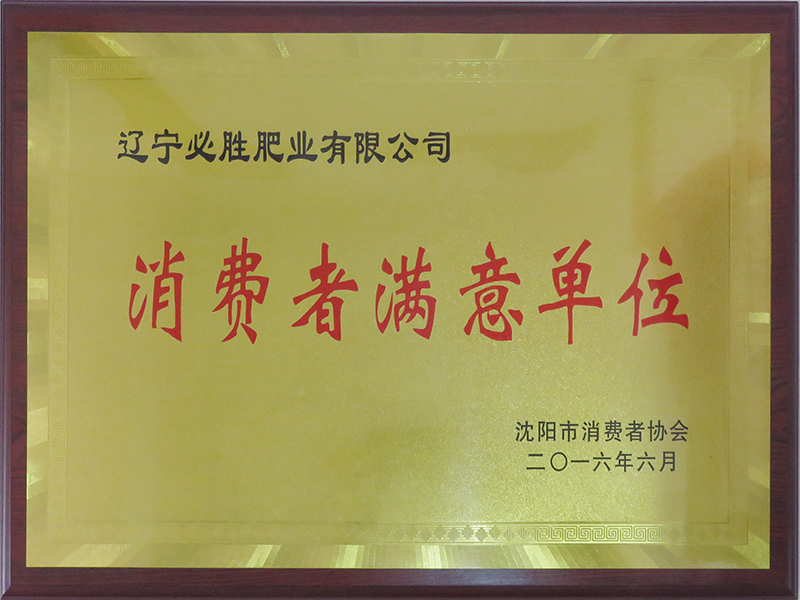 辽宁必胜肥业有限公司
消费者满意单位
沈阳市消费者协会
二〇一六年六月